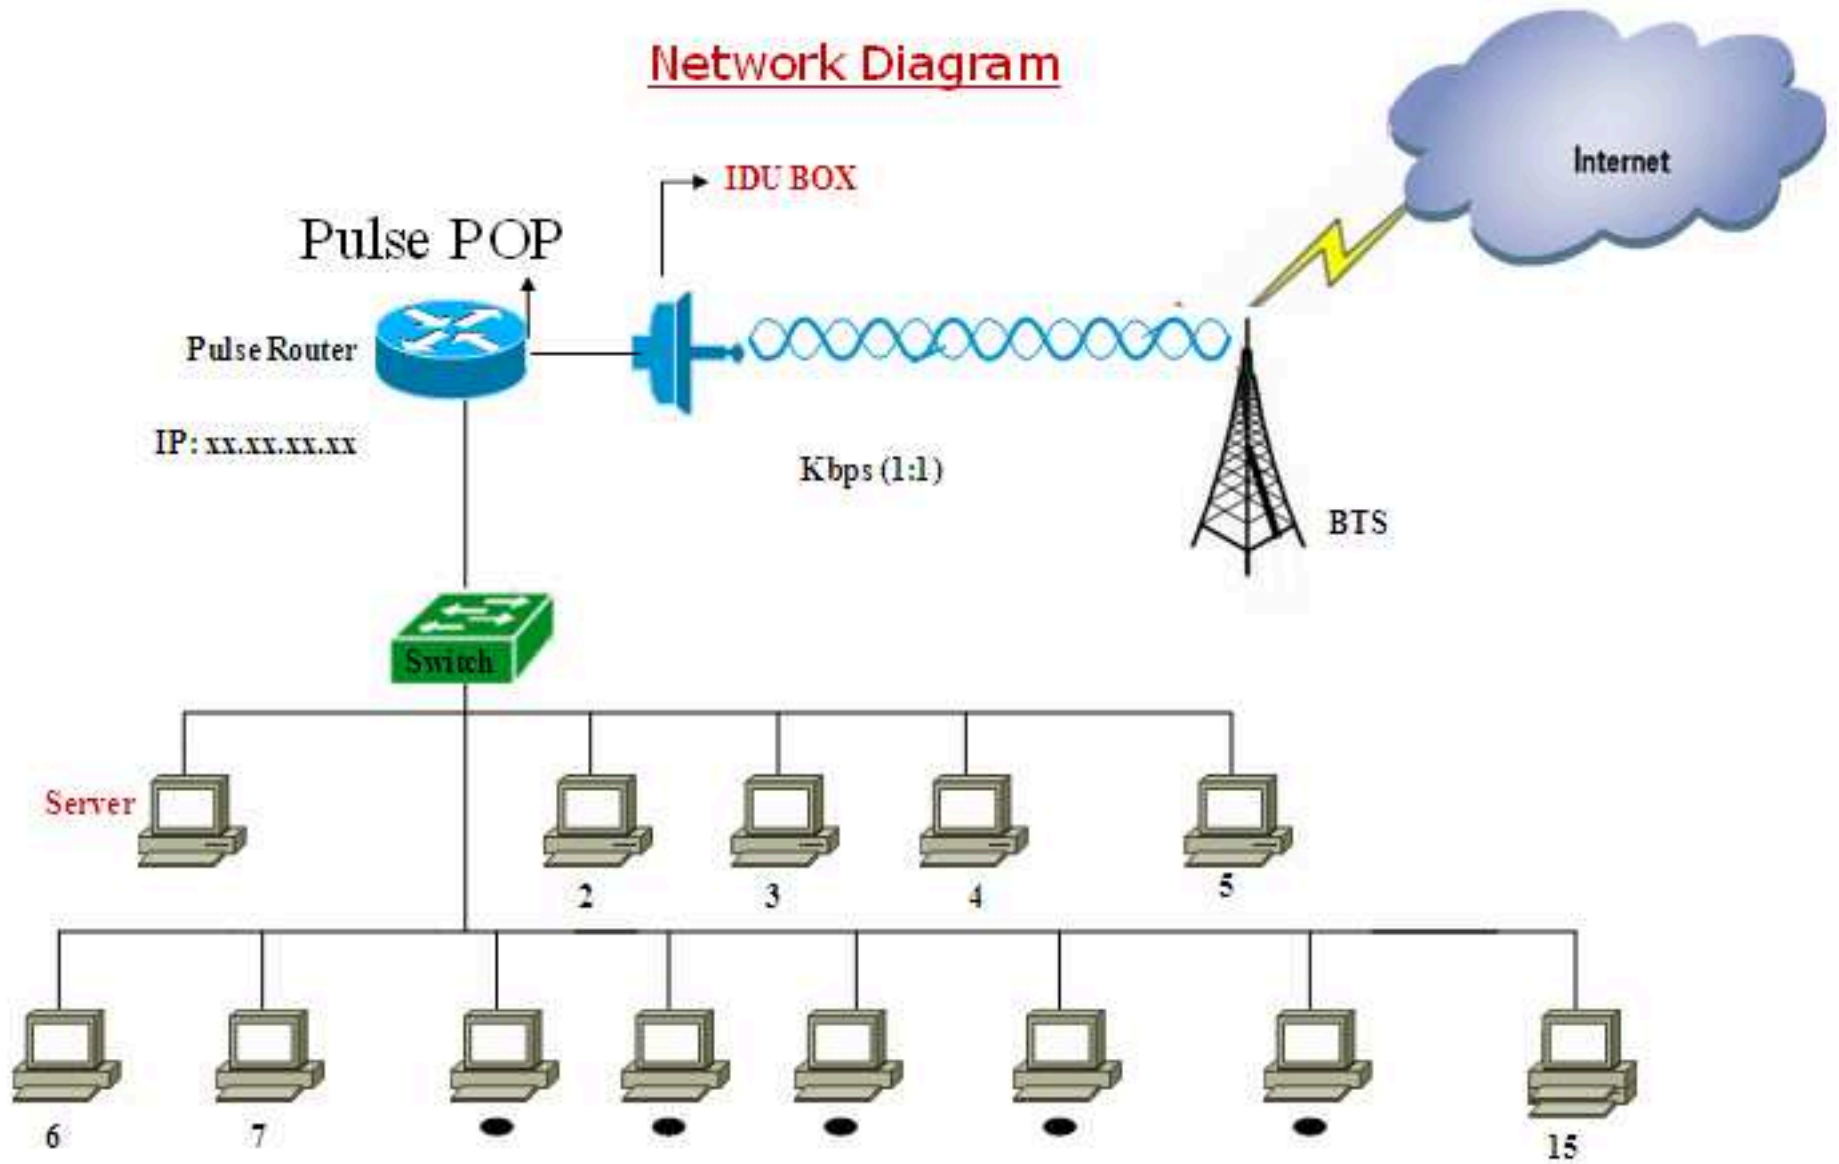 Network Diagram
Internet
IDU BOX
Pulse POP
Pulse Router
IP: xx.xx.xx.xx
Kbps (1:1)
BTS
Switch
Server
2
3
4
5
6
7
15